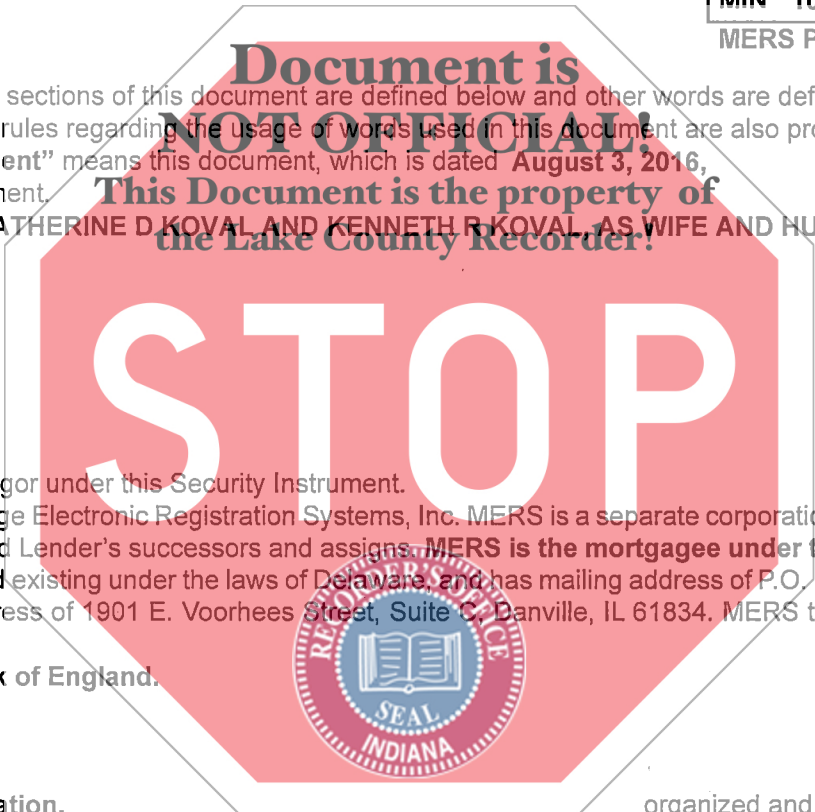 MIN
MERS P
Document is
sections of this document are defined below and other words are def
NOT OFFICIAL!
rules regarding the usage of words used in this document are also pro
ent” means this document, which is dated August 3, 2016,
This Document is the property of
ent.
ATHERINE D KOVAL AND KENNETH R KOVAL, AS WIFE AND HU
the Lake County Recorder!
STOP
gor under this Security Instrument.
ge Electronic Registration Systems, Inc. MERS is a separate corporatio
d Lender’s successors and assigns. MERS is the mortgagee under t
d existing under the laws of Delaware, and has mailing address of P.O.
ress of 1901 E. Voorhees Street, Suite C, Danville, IL 61834. MERS t
RECORDER'S OFFICE
k of England.
SEAL
INDIANA
ation. organized and